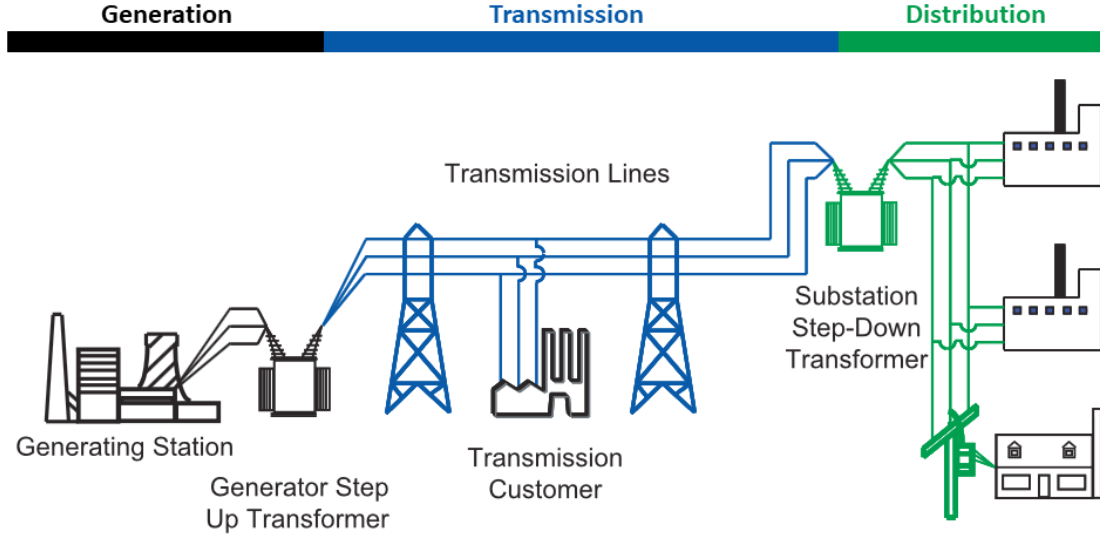 Generation
Transmission
Distribution
Transmission Lines
Substation
Step-Down
Transformer
Generating Station
Transmission
Customer
Generator Step
Up Transformer